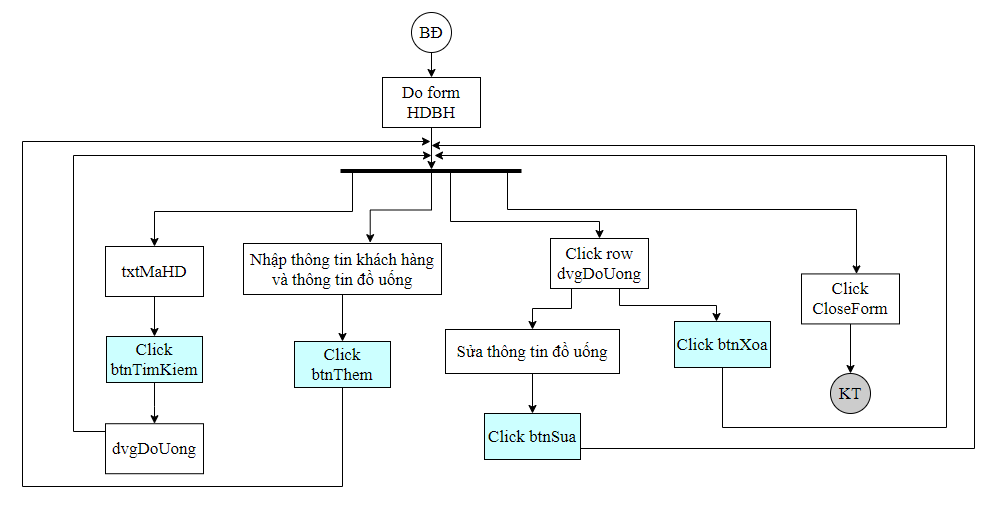 BĐ
Do form
HDBH
txtMaHD
Nhập thông tin khách hàng
và thông tin đồ uống
Click row
dvgDoUong
Click
CloseForm
Click
btnTimKiem
Click
btnThem
Sửa thông tin đồ uống
Click btnXoa
KT
dvgDoUong
Click btnSua